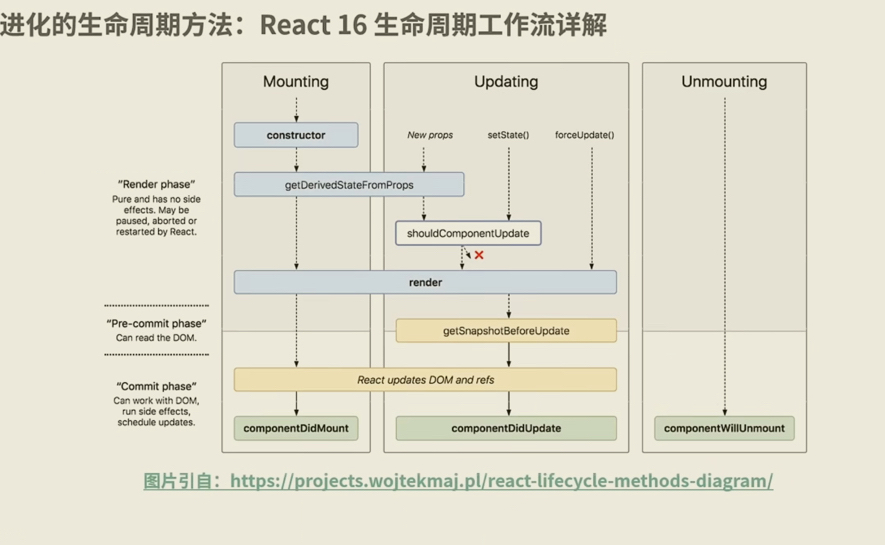 进化的生命周期方法：React 16 生命周期工作流详解
Mounting
Updating
Unmounting
constructor
New props
setState()
forceUpdate()
getDerivedStateFromProps
"Render phase"
Pure and has no side
effects. May be
paused, aborted or
restarted by React.
shouldComponentUpdate
render
"Pre-commit phase"
Can read the DOM.
getSnapshotBeforeUpdate
"Commit phase"
Can work with DOM,
run side effects,
schedule updates.
React updates DOM and refs
componentDidMount
componentDidUpdate
componentWillUnmount
图片引自：https://projects.wojtekmaj.pl/react-lifecycle-methods-diagram/